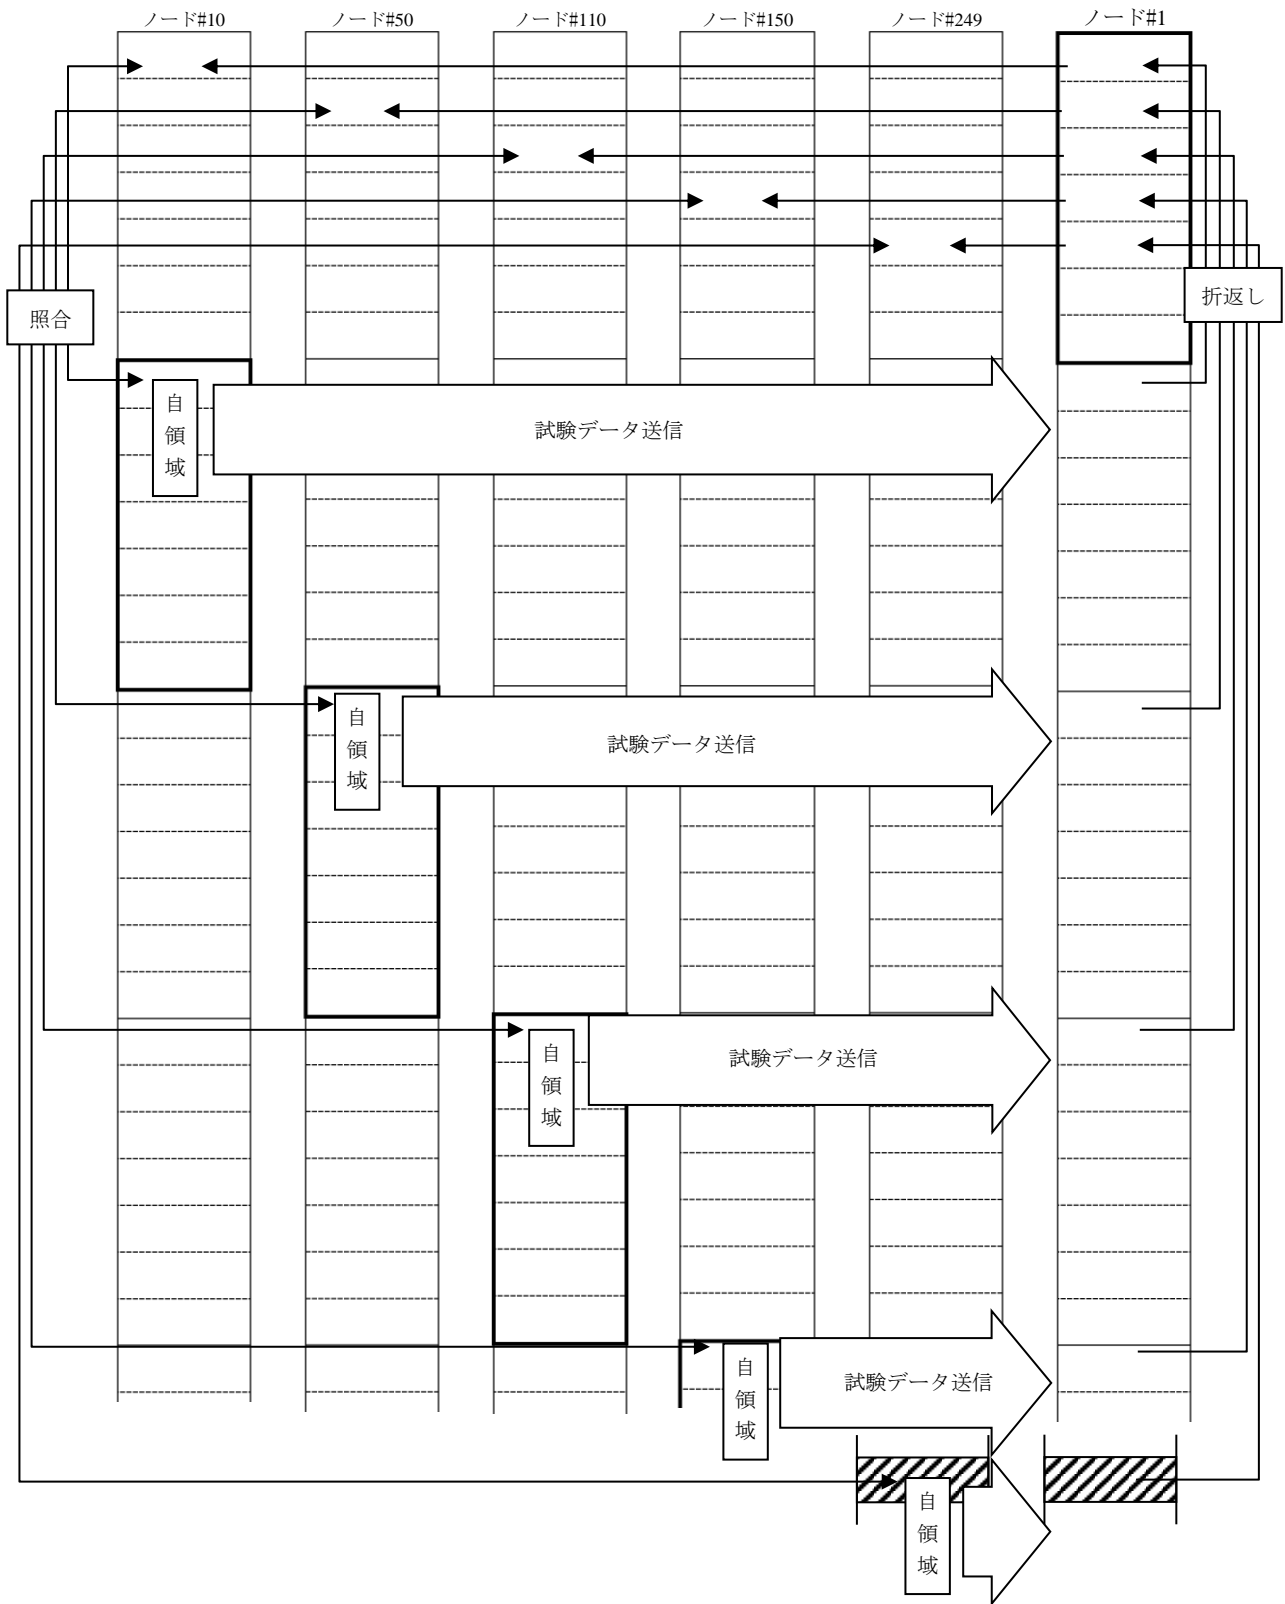 ノード#10
ノード#50
ノード#110
ノード#150
ノード#249
ノード#1
照合
折返し
自
領
域
試験データ送信
自
領
域
試験データ送信
自
領
域
試験データ送信
自
領
域
試験データ送信
自
領
域